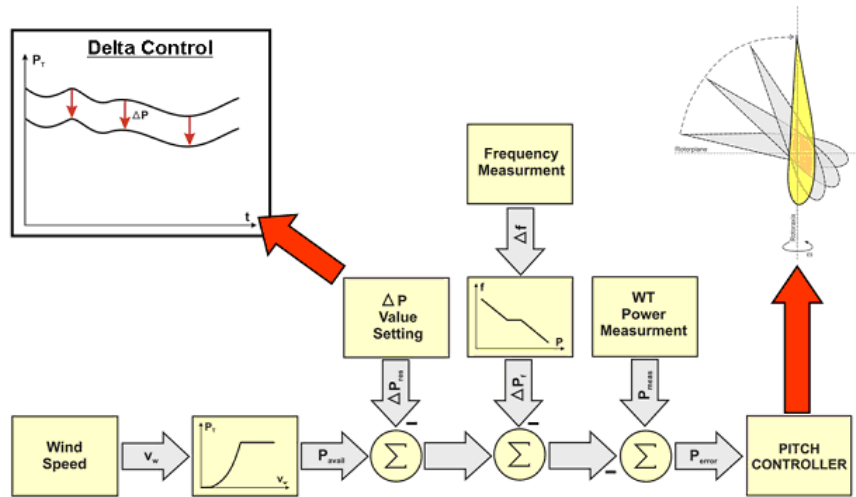 Delta Control
P_T
ΔP
t
Rotorplane
Rotoraxis
Frequency
Measurment
Δf
ΔP
Value
Setting
f
P
WT
Power
Measurment
ΔP_res
ΔP_f
P_meas
Wind
Speed
v_w
P_T
v_w
P_avail
−
Σ
−
Σ
−
Σ
P_error
PITCH
CONTROLLER